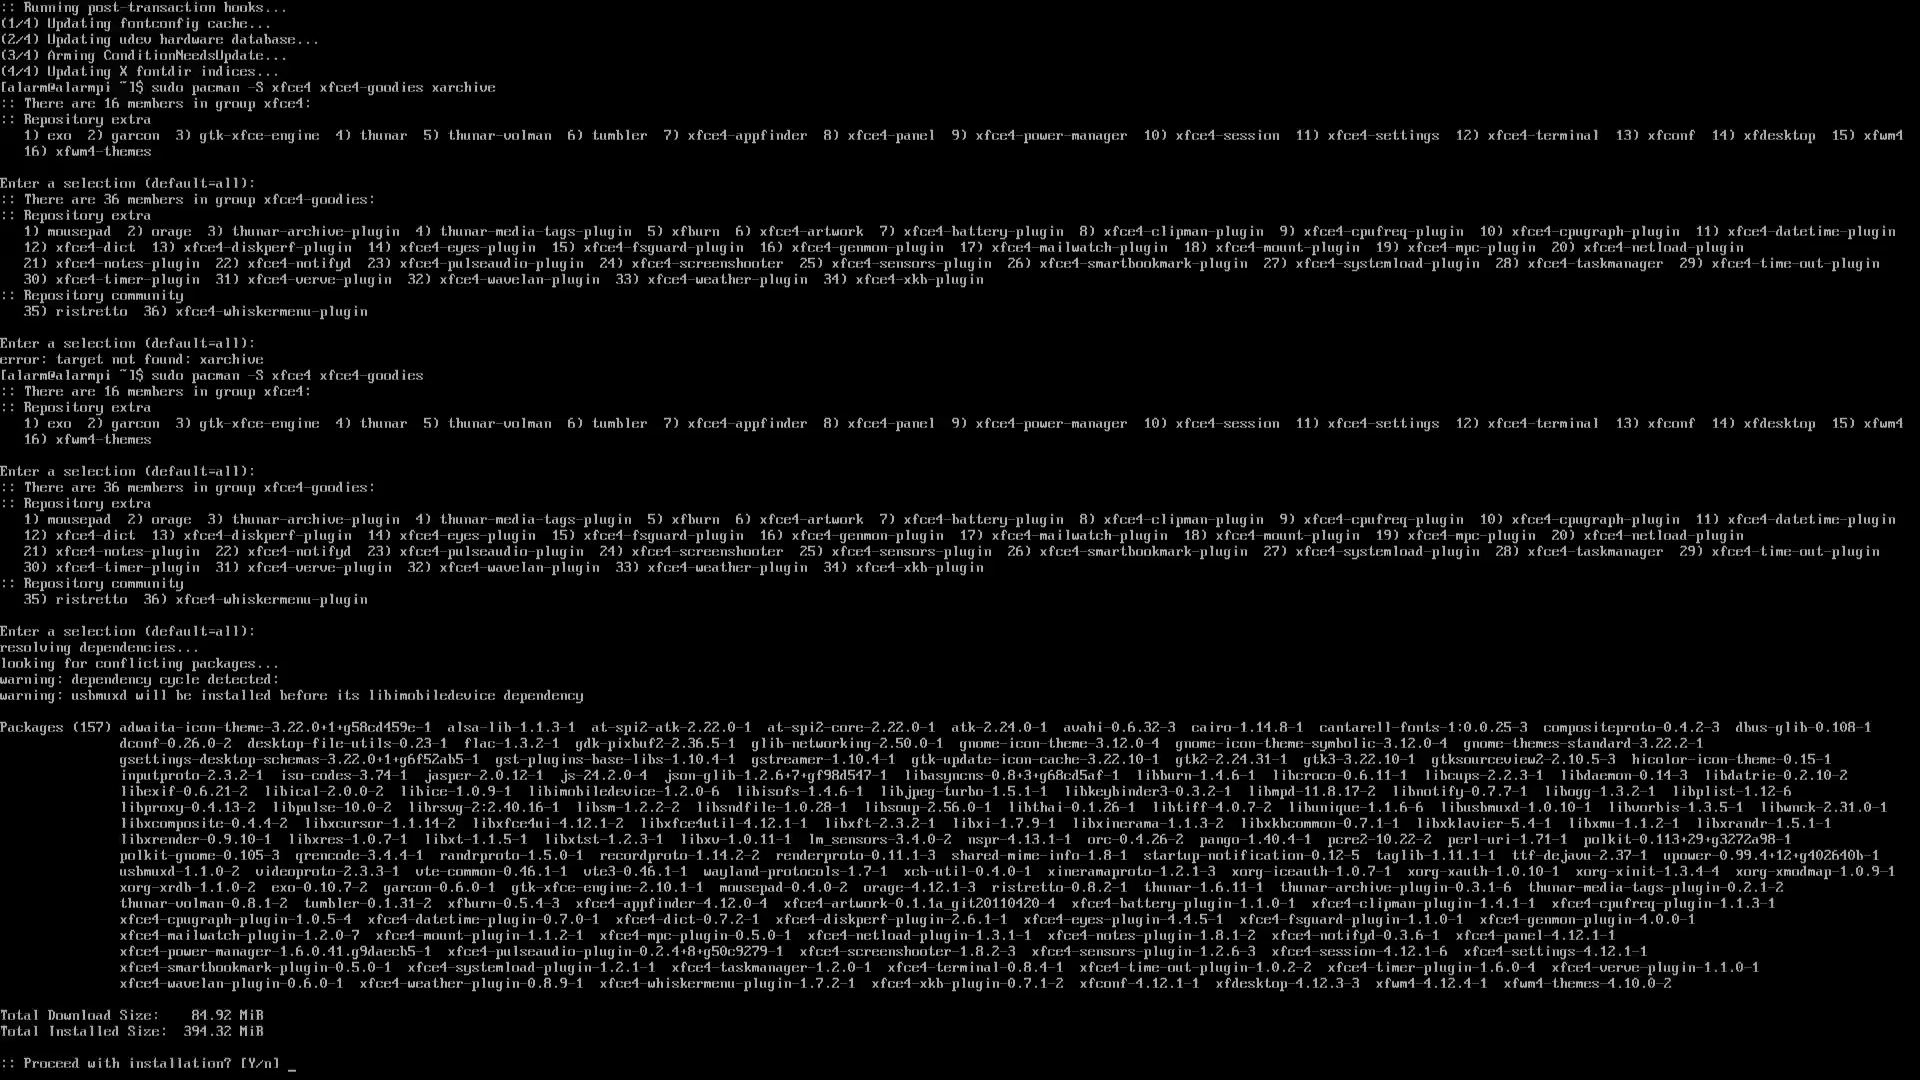 :: Running post-transaction hooks...
(1/4) Updating fontconfig cache...
(2/4) Updating udev hardware database...
(3/4) Arming ConditionNeedsUpdate...
(4/4) Updating X fontdir indices...
[alarm@alarmpi ~]$ sudo pacman -S xfce4 xfce4-goodies xarchive
:: There are 16 members in group xfce4:
:: Repository extra
   1) exo  2) garcon  3) gtk-xfce-engine  4) thunar  5) thunar-volman  6) tumbler  7) xfce4-appfinder  8) xfce4-panel  9) xfce4-power-manager  10) xfce4-session  11) xfce4-settings  12) xfce4-terminal  13) xfconf  14) xfdesktop  15) xfwm4
   16) xfwm4-themes
Enter a selection (default=all):
:: There are 36 members in group xfce4-goodies:
:: Repository extra
   1) mousepad  2) orage  3) thunar-archive-plugin  4) thunar-media-tags-plugin  5) xfburn  6) xfce4-artwork  7) xfce4-battery-plugin  8) xfce4-clipman-plugin  9) xfce4-cpufreq-plugin  10) xfce4-cpugraph-plugin  11) xfce4-datetime-plugin
   12) xfce4-dict  13) xfce4-diskperf-plugin  14) xfce4-eyes-plugin  15) xfce4-fsguard-plugin  16) xfce4-genmon-plugin  17) xfce4-mailwatch-plugin  18) xfce4-mount-plugin  19) xfce4-mpc-plugin  20) xfce4-netload-plugin
   21) xfce4-notes-plugin  22) xfce4-notifyd  23) xfce4-pulseaudio-plugin  24) xfce4-screenshooter  25) xfce4-sensors-plugin  26) xfce4-smartbookmark-plugin  27) xfce4-systemload-plugin  28) xfce4-taskmanager  29) xfce4-time-out-plugin
   30) xfce4-timer-plugin  31) xfce4-verve-plugin  32) xfce4-wavelan-plugin  33) xfce4-weather-plugin  34) xfce4-xkb-plugin
:: Repository community
   35) ristretto  36) xfce4-whiskermenu-plugin
Enter a selection (default=all):
error: target not found: xarchive
[alarm@alarmpi ~]$ sudo pacman -S xfce4 xfce4-goodies
:: There are 16 members in group xfce4:
:: Repository extra
   1) exo  2) garcon  3) gtk-xfce-engine  4) thunar  5) thunar-volman  6) tumbler  7) xfce4-appfinder  8) xfce4-panel  9) xfce4-power-manager  10) xfce4-session  11) xfce4-settings  12) xfce4-terminal  13) xfconf  14) xfdesktop  15) xfwm4
   16) xfwm4-themes
Enter a selection (default=all):
:: There are 36 members in group xfce4-goodies:
:: Repository extra
   1) mousepad  2) orage  3) thunar-archive-plugin  4) thunar-media-tags-plugin  5) xfburn  6) xfce4-artwork  7) xfce4-battery-plugin  8) xfce4-clipman-plugin  9) xfce4-cpufreq-plugin  10) xfce4-cpugraph-plugin  11) xfce4-datetime-plugin
   12) xfce4-dict  13) xfce4-diskperf-plugin  14) xfce4-eyes-plugin  15) xfce4-fsguard-plugin  16) xfce4-genmon-plugin  17) xfce4-mailwatch-plugin  18) xfce4-mount-plugin  19) xfce4-mpc-plugin  20) xfce4-netload-plugin
   21) xfce4-notes-plugin  22) xfce4-notifyd  23) xfce4-pulseaudio-plugin  24) xfce4-screenshooter  25) xfce4-sensors-plugin  26) xfce4-smartbookmark-plugin  27) xfce4-systemload-plugin  28) xfce4-taskmanager  29) xfce4-time-out-plugin
   30) xfce4-timer-plugin  31) xfce4-verve-plugin  32) xfce4-wavelan-plugin  33) xfce4-weather-plugin  34) xfce4-xkb-plugin
:: Repository community
   35) ristretto  36) xfce4-whiskermenu-plugin
Enter a selection (default=all):
resolving dependencies...
looking for conflicting packages...
warning: dependency cycle detected:
warning: usbmuxd will be installed before its libimobiledevice dependency
Packages (157) adwaita-icon-theme-3.22.0+1+g58cd459e-1  alsa-lib-1.1.3-1  at-spi2-atk-2.22.0-1  at-spi2-core-2.22.0-1  atk-2.24.0-1  avahi-0.6.32-3  cairo-1.14.8-1  cantarell-fonts-1:0.0.25-3  compositeproto-0.4.2-3  dbus-glib-0.108-1
               dconf-0.26.0-2  desktop-file-utils-0.23-1  flac-1.3.2-1  gdk-pixbuf2-2.36.5-1  glib-networking-2.50.0-1  gnome-icon-theme-3.12.0-4  gnome-icon-theme-symbolic-3.12.0-4  gnome-themes-standard-3.22.2-1
               gsettings-desktop-schemas-3.22.0+1+g6f52ab5-1  gst-plugins-base-libs-1.10.4-1  gstreamer-1.10.4-1  gtk-update-icon-cache-3.22.10-1  gtk2-2.24.31-1  gtk3-3.22.10-1  gtksourceview2-2.10.5-3  hicolor-icon-theme-0.15-1
               inputproto-2.3.2-1  iso-codes-3.74-1  jasper-2.0.12-1  js-24.2.0-4  json-glib-1.2.6+7+gf98d547-1  libasyncns-0.8+3+g68cd5af-1  libburn-1.4.6-1  libcroco-0.6.11-1  libcups-2.2.3-1  libdaemon-0.14-3  libdatrie-0.2.10-2
               libexif-0.6.21-2  libical-2.0.0-2  libice-1.0.9-1  libimobiledevice-1.2.0-6  libisofs-1.4.6-1  libjpeg-turbo-1.5.1-1  libkeybinder3-0.3.2-1  libmpd-11.8.17-2  libnotify-0.7.7-1  libogg-1.3.2-1  libplist-1.12-6
               libproxy-0.4.13-2  libpulse-10.0-2  librsvg-2:2.40.16-1  libsm-1.2.2-2  libsndfile-1.0.28-1  libsoup-2.56.0-1  libthai-0.1.26-1  libtiff-4.0.7-2  libunique-1.1.6-6  libusbmuxd-1.0.10-1  libvorbis-1.3.5-1  libwnck-2.31.0-1
               libxcomposite-0.4.4-2  libxcursor-1.1.14-2  libxfce4ui-4.12.1-2  libxfce4util-4.12.1-1  libxft-2.3.2-1  libxi-1.7.9-1  libxinerama-1.1.3-2  libxkbcommon-0.7.1-1  libxklavier-5.4-1  libxmu-1.1.2-1  libxrandr-1.5.1-1
               libxrender-0.9.10-1  libxres-1.0.7-1  libxt-1.1.5-1  libxtst-1.2.3-1  libxv-1.0.11-1  lm_sensors-3.4.0-2  nspr-4.13.1-1  orc-0.4.26-2  pango-1.40.4-1  pcre2-10.22-2  perl-uri-1.71-1  polkit-0.113+29+g3272a98-1
               polkit-gnome-0.105-3  qrencode-3.4.4-1  randrproto-1.5.0-1  recordproto-1.14.2-2  renderproto-0.11.1-3  shared-mime-info-1.8-1  startup-notification-0.12-5  taglib-1.11.1-1  ttf-dejavu-2.37-1  upower-0.99.4+12+g402640b-1
               usbmuxd-1.1.0-2  videoproto-2.3.3-1  vte-common-0.46.1-1  vte3-0.46.1-1  wayland-protocols-1.7-1  xcb-util-0.4.0-1  xineramaproto-1.2.1-3  xorg-iceauth-1.0.7-1  xorg-xauth-1.0.10-1  xorg-xinit-1.3.4-4  xorg-xmodmap-1.0.9-1
               xorg-xrdb-1.1.0-2  exo-0.10.7-2  garcon-0.6.0-1  gtk-xfce-engine-2.10.1-1  mousepad-0.4.0-2  orage-4.12.1-3  ristretto-0.8.2-1  thunar-1.6.11-1  thunar-archive-plugin-0.3.1-6  thunar-media-tags-plugin-0.2.1-2
               thunar-volman-0.8.1-2  tumbler-0.1.31-2  xfburn-0.5.4-3  xfce4-appfinder-4.12.0-4  xfce4-artwork-0.1.1a_git20110420-4  xfce4-battery-plugin-1.1.0-1  xfce4-clipman-plugin-1.4.1-1  xfce4-cpufreq-plugin-1.1.3-1
               xfce4-cpugraph-plugin-1.0.5-4  xfce4-datetime-plugin-0.7.0-1  xfce4-dict-0.7.2-1  xfce4-diskperf-plugin-2.6.1-1  xfce4-eyes-plugin-4.4.5-1  xfce4-fsguard-plugin-1.1.0-1  xfce4-genmon-plugin-4.0.0-1
               xfce4-mailwatch-plugin-1.2.0-7  xfce4-mount-plugin-1.1.2-1  xfce4-mpc-plugin-0.5.0-1  xfce4-netload-plugin-1.3.1-1  xfce4-notes-plugin-1.8.1-2  xfce4-notifyd-0.3.6-1  xfce4-panel-4.12.1-1
               xfce4-power-manager-1.6.0.41.g9daecb5-1  xfce4-pulseaudio-plugin-0.2.4+8+g50c9279-1  xfce4-screenshooter-1.8.2-3  xfce4-sensors-plugin-1.2.6-3  xfce4-session-4.12.1-6  xfce4-settings-4.12.1-1
               xfce4-smartbookmark-plugin-0.5.0-1  xfce4-systemload-plugin-1.2.1-1  xfce4-taskmanager-1.2.0-1  xfce4-terminal-0.8.4-1  xfce4-time-out-plugin-1.0.2-2  xfce4-timer-plugin-1.6.0-4  xfce4-verve-plugin-1.1.0-1
               xfce4-wavelan-plugin-0.6.0-1  xfce4-weather-plugin-0.8.9-1  xfce4-whiskermenu-plugin-1.7.2-1  xfce4-xkb-plugin-0.7.1-2  xfconf-4.12.1-1  xfdesktop-4.12.3-3  xfwm4-4.12.4-1  xfwm4-themes-4.10.0-2
Total Download Size:    84.92 MiB
Total Installed Size:  394.32 MiB
:: Proceed with installation? [Y/n] _